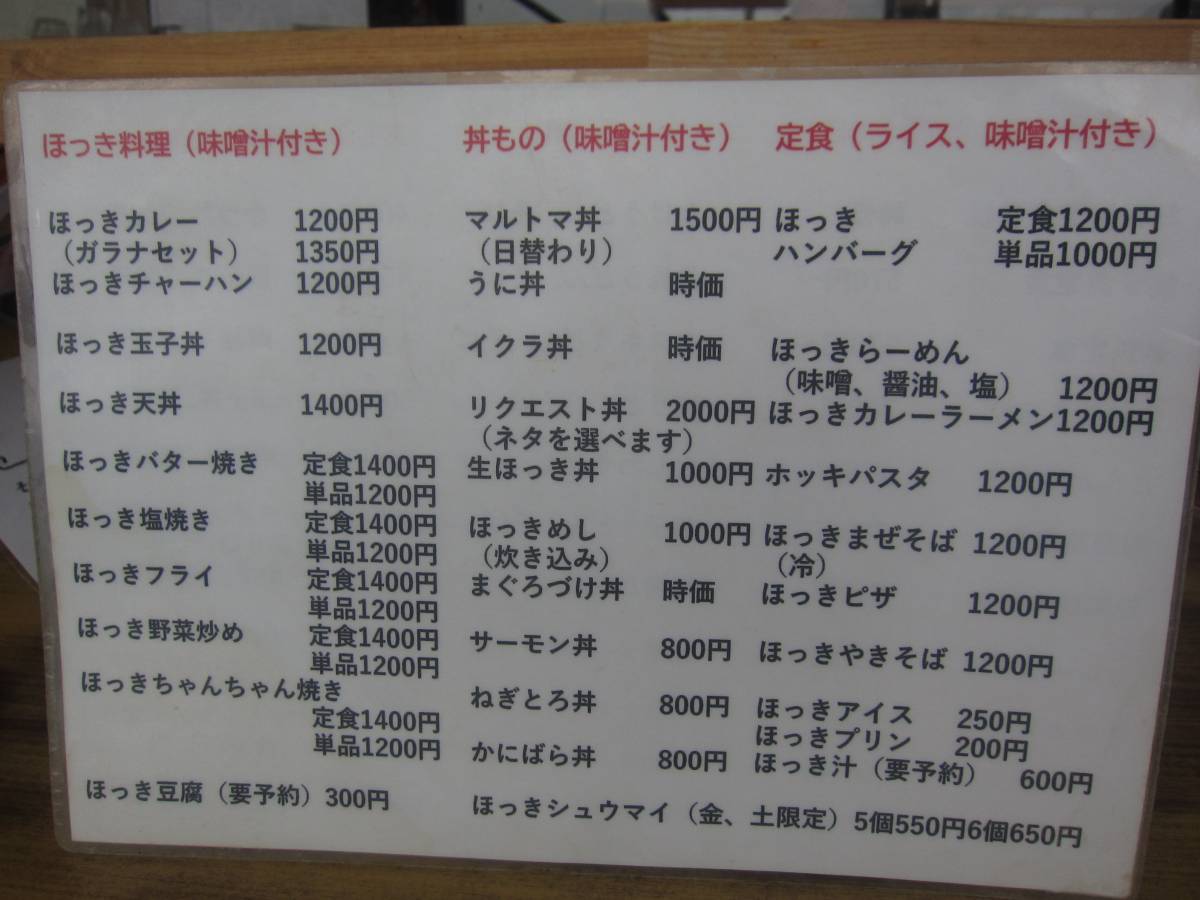 ほっき料理（味噌汁付き）
ほっきカレー 1200円
（ガラナセット） 1350円
ほっきチャーハン 1200円
ほっき玉子丼 1200円
ほっき天丼 1400円
ほっきバター焼き 定食1400円
単品1200円
ほっき塩焼き 定食1400円
単品1200円
ほっきフライ 定食1400円
単品1200円
ほっき野菜炒め 定食1400円
単品1200円
ほっきちゃんちゃん焼き
定食1400円
単品1200円
ほっき豆腐（要予約）300円
丼もの（味噌汁付き）
マルトマ丼 1500円
（日替わり）
うに丼 時価
イクラ丼 時価
リクエスト丼 2000円
（ネタを選べます）
生ほっき丼 1000円
ほっきめし 1000円
（炊き込み）
まぐろづけ丼 時価
サーモン丼 800円
ねぎとろ丼 800円
かにばら丼 800円
ほっきシュウマイ（金、土限定）5個550円6個650円
定食（ライス、味噌汁付き）
ほっき 定食1200円
ハンバーグ 単品1000円
ほっきらーめん
（味噌、醤油、塩） 1200円
ほっきカレーラーメン1200円
ホッキパスタ 1200円
ほっきまぜそば 1200円
（冷）
ほっきピザ 1200円
ほっきやきそば 1200円
ほっきアイス 250円
ほっきプリン 200円
ほっき汁（要予約） 600円